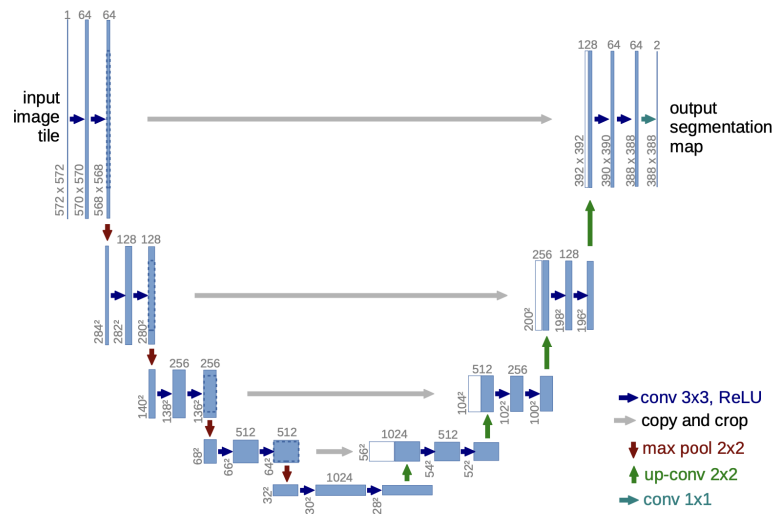 1 64 64
input
image
tile
572 x 572
570 x 570
568 x 568
128 64 64 2
output
segmentation
map
392 x 392
390 x 390
388 x 388
388 x 388
128 128
284²
282²
280²
256 128
200²
198²
196²
256 256
140²
138²
136²
512 256
104²
102²
100²
512 512
68²
66²
64²
1024 512
56²
54²
52²
1024
32²
30²
28²
conv 3x3, ReLU
copy and crop
max pool 2x2
up-conv 2x2
conv 1x1